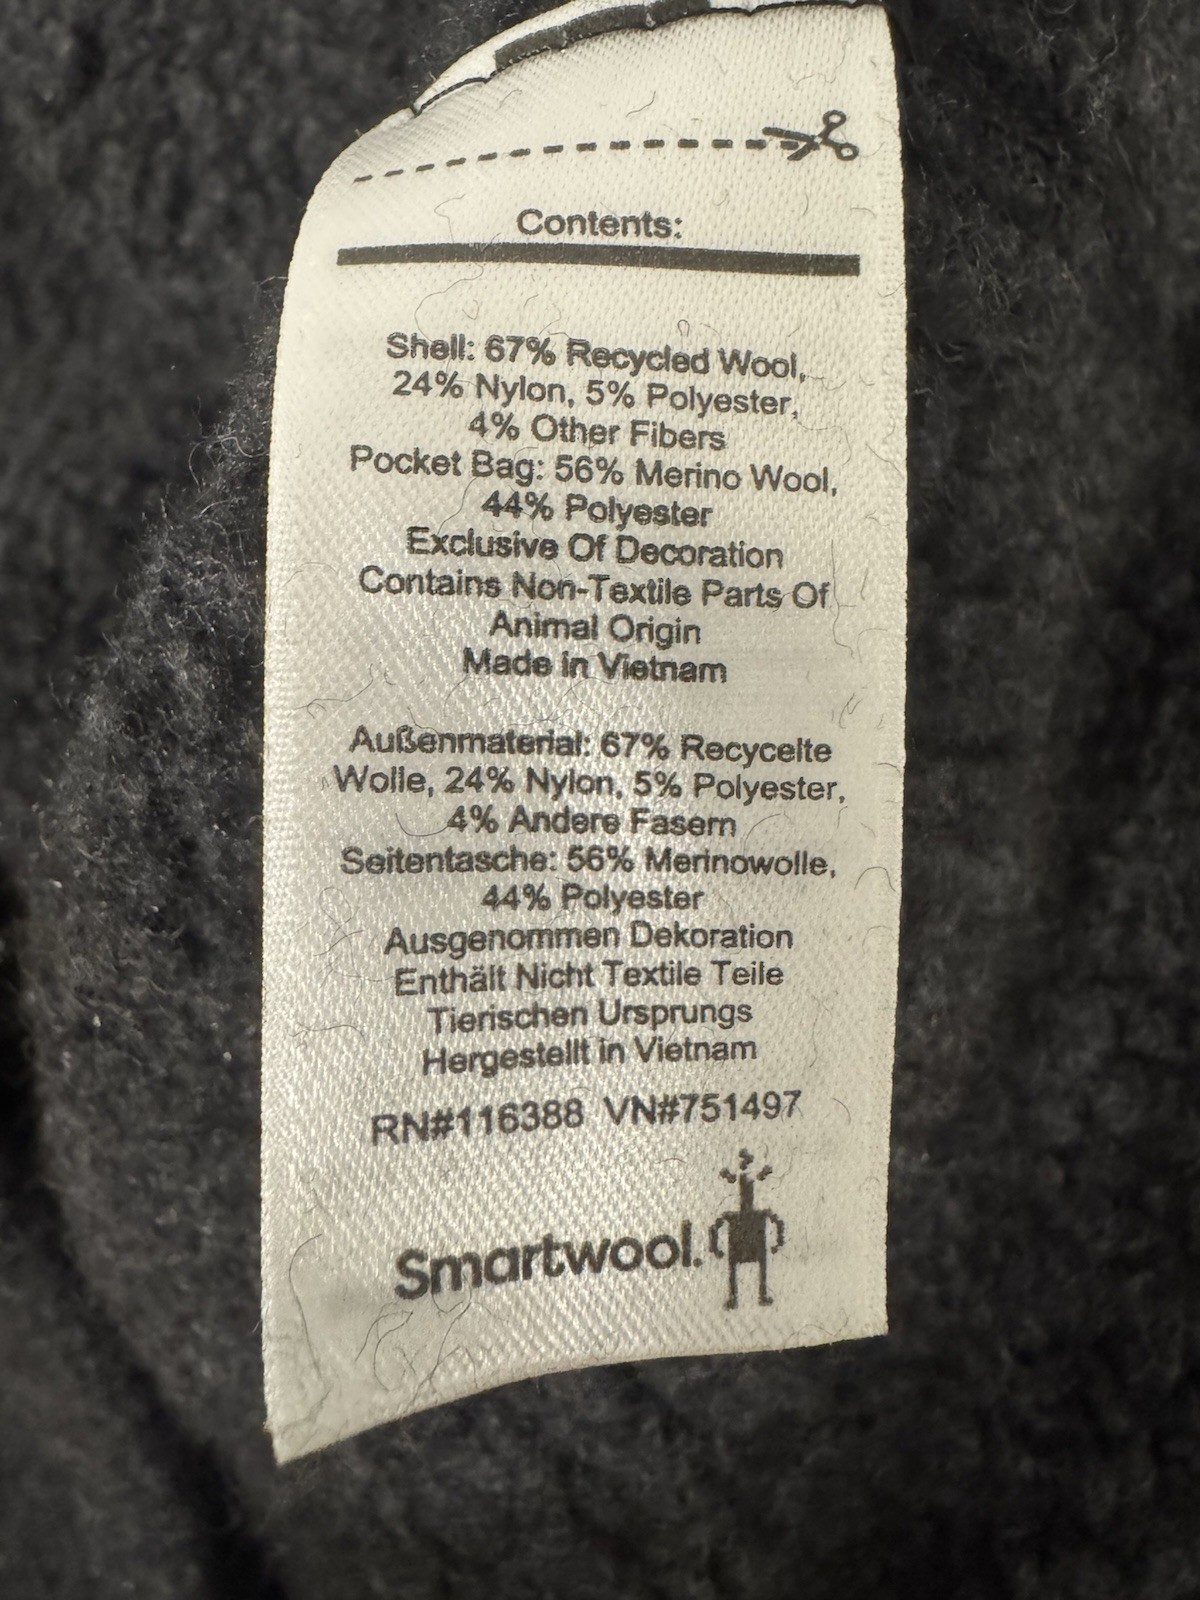 Contents:
Shell: 67% Recycled Wool,
24% Nylon, 5% Polyester,
4% Other Fibers
Pocket Bag: 56% Merino Wool,
44% Polyester
Exclusive Of Decoration
Contains Non-Textile Parts Of
Animal Origin
Made in Vietnam
Außenmaterial: 67% Recycelte
Wolle, 24% Nylon, 5% Polyester,
4% Andere Fasern
Seitentasche: 56% Merinowolle,
44% Polyester
Ausgenommen Dekoration
Enthält Nicht Textile Teile
Tierischen Ursprungs
Hergestellt in Vietnam
RN#116388 VN#751497
Smartwool.